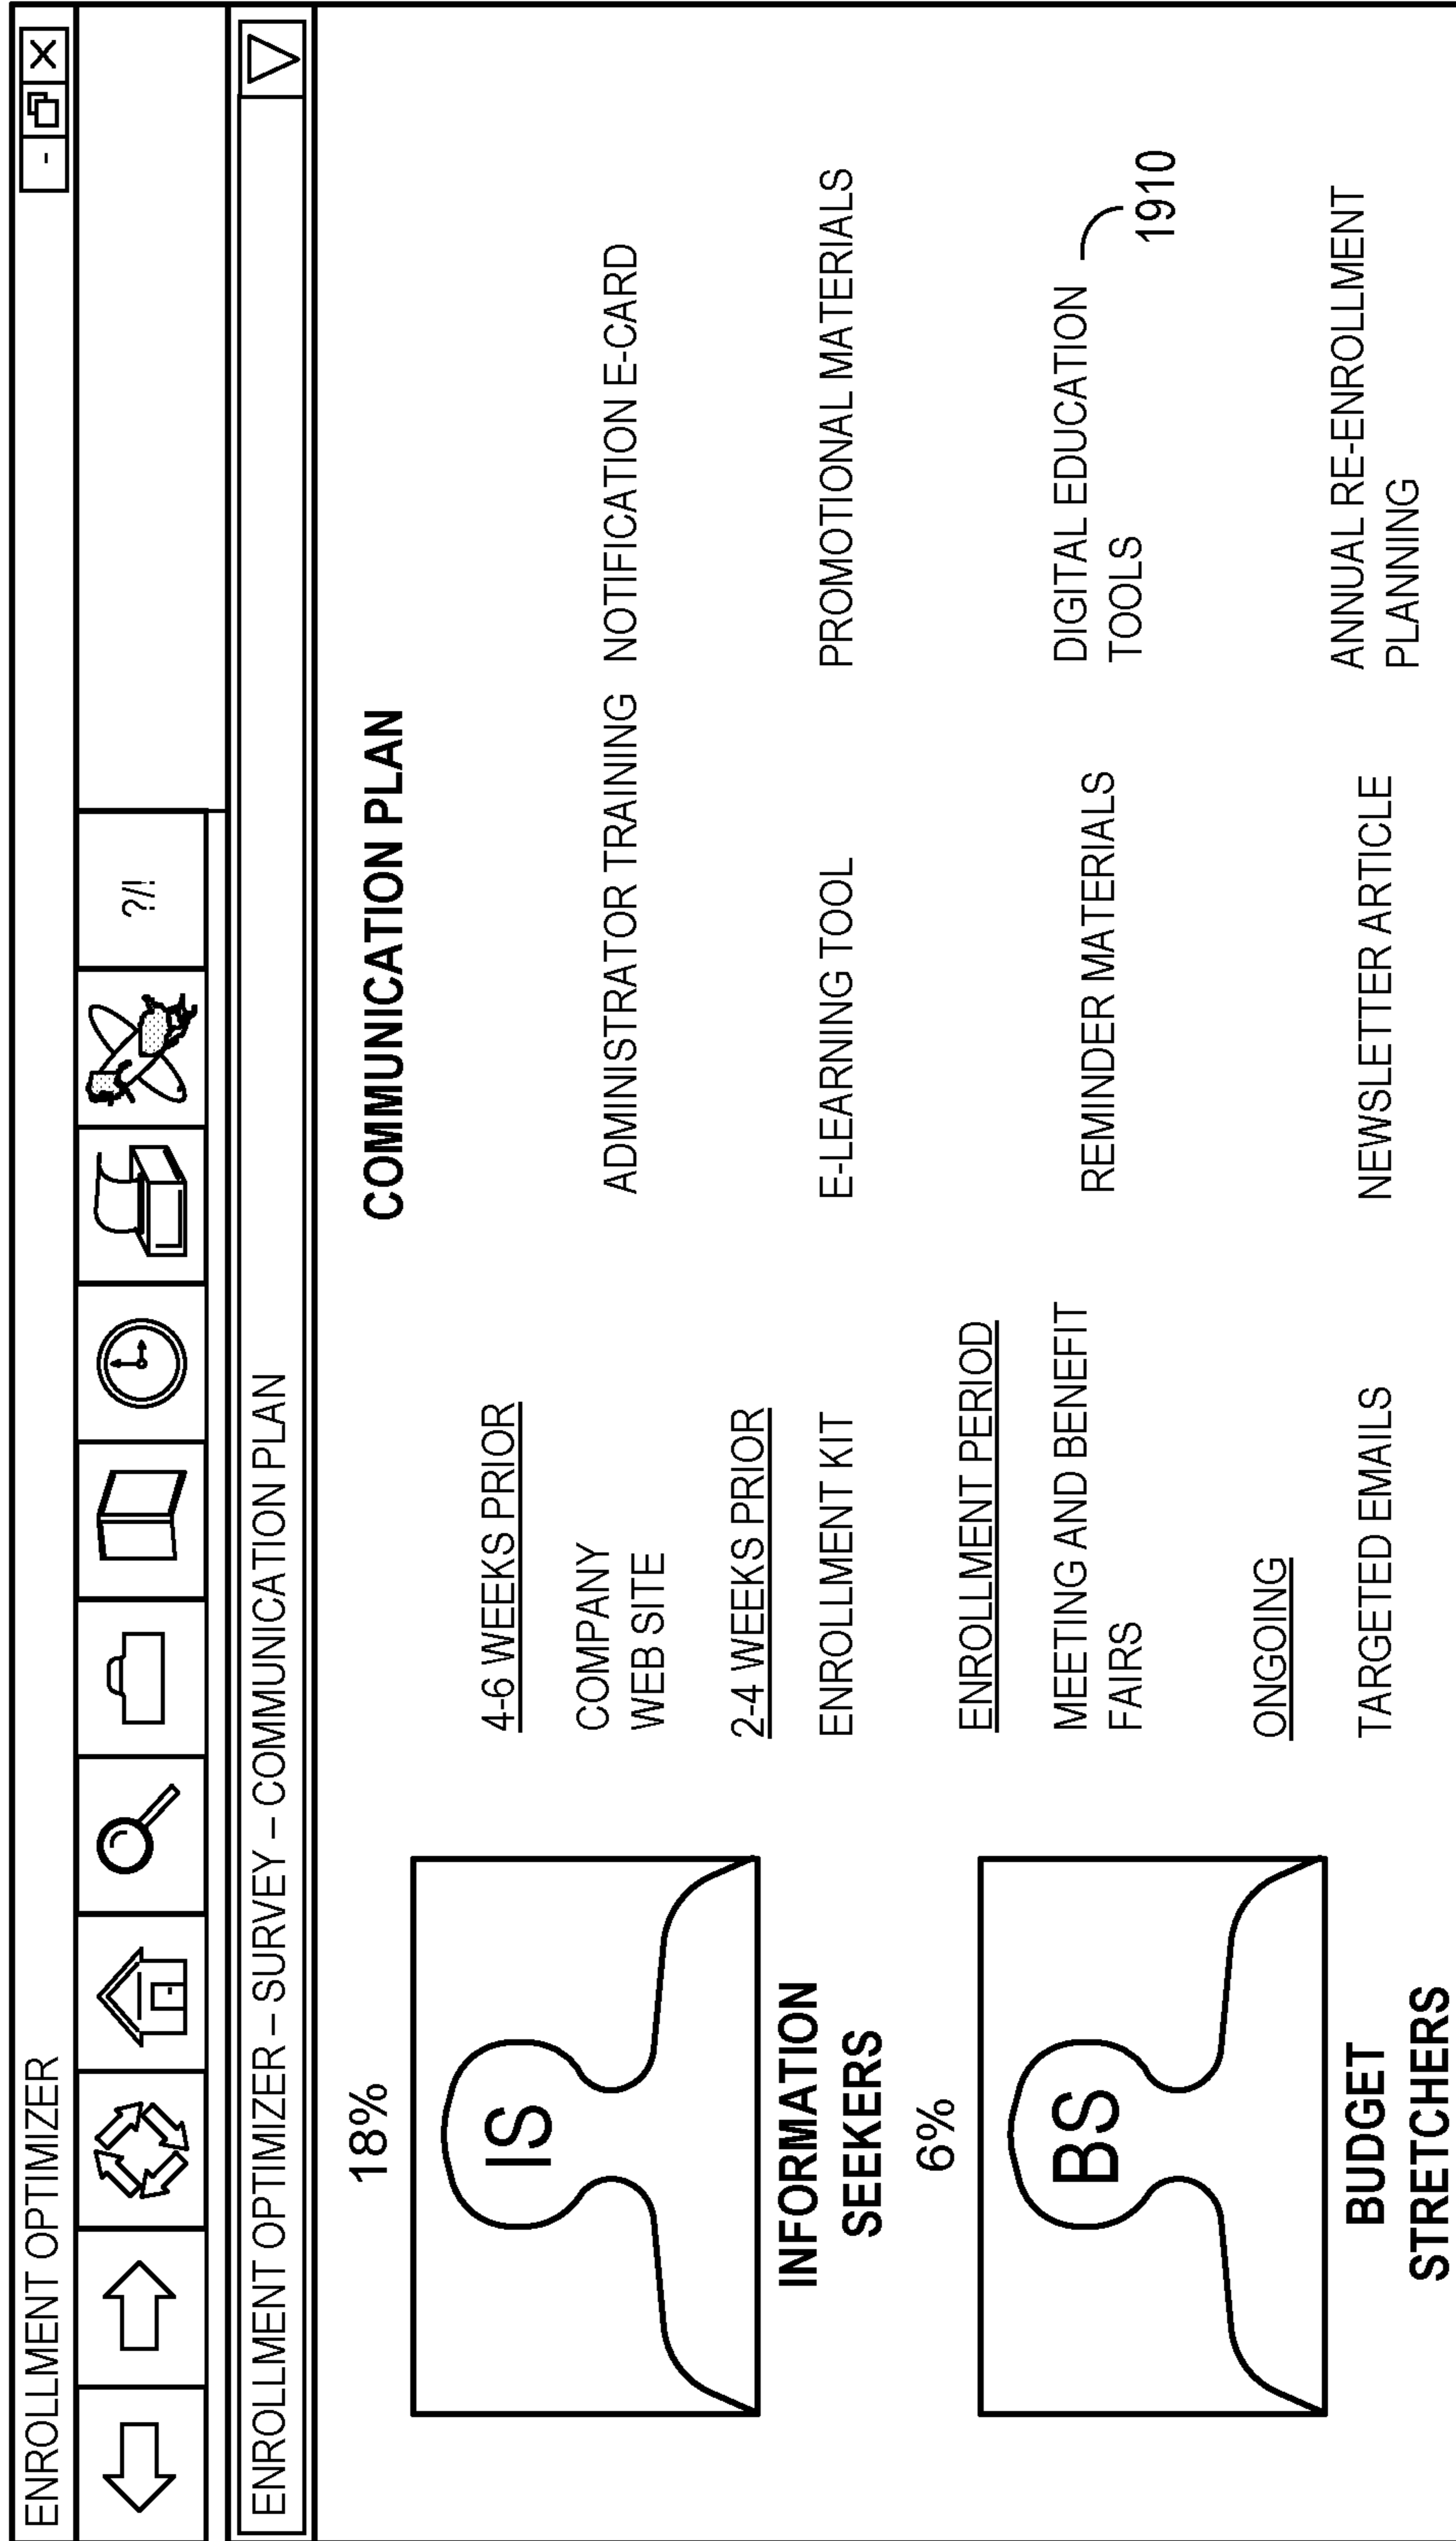 ENROLLMENT OPTIMIZER
- X
?/!
ENROLLMENT OPTIMIZER – SURVEY – COMMUNICATION PLAN
COMMUNICATION PLAN
18%
IS
INFORMATION
SEEKERS
6%
BS
BUDGET
STRETCHERS
4-6 WEEKS PRIOR
COMPANY
WEB SITE
ADMINISTRATOR TRAINING
NOTIFICATION E-CARD
2-4 WEEKS PRIOR
ENROLLMENT KIT
E-LEARNING TOOL
PROMOTIONAL MATERIALS
ENROLLMENT PERIOD
MEETING AND BENEFIT
FAIRS
REMINDER MATERIALS
DIGITAL EDUCATION
TOOLS
1910
ONGOING
TARGETED EMAILS
NEWSLETTER ARTICLE
ANNUAL RE-ENROLLMENT
PLANNING